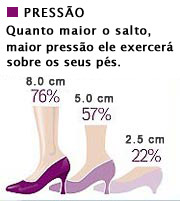 PRESSÃO
Quanto maior o salto,
maior pressão ele exercerá
sobre os seus pés.
8.0 cm
76%
5.0 cm
57%
2.5 cm
22%